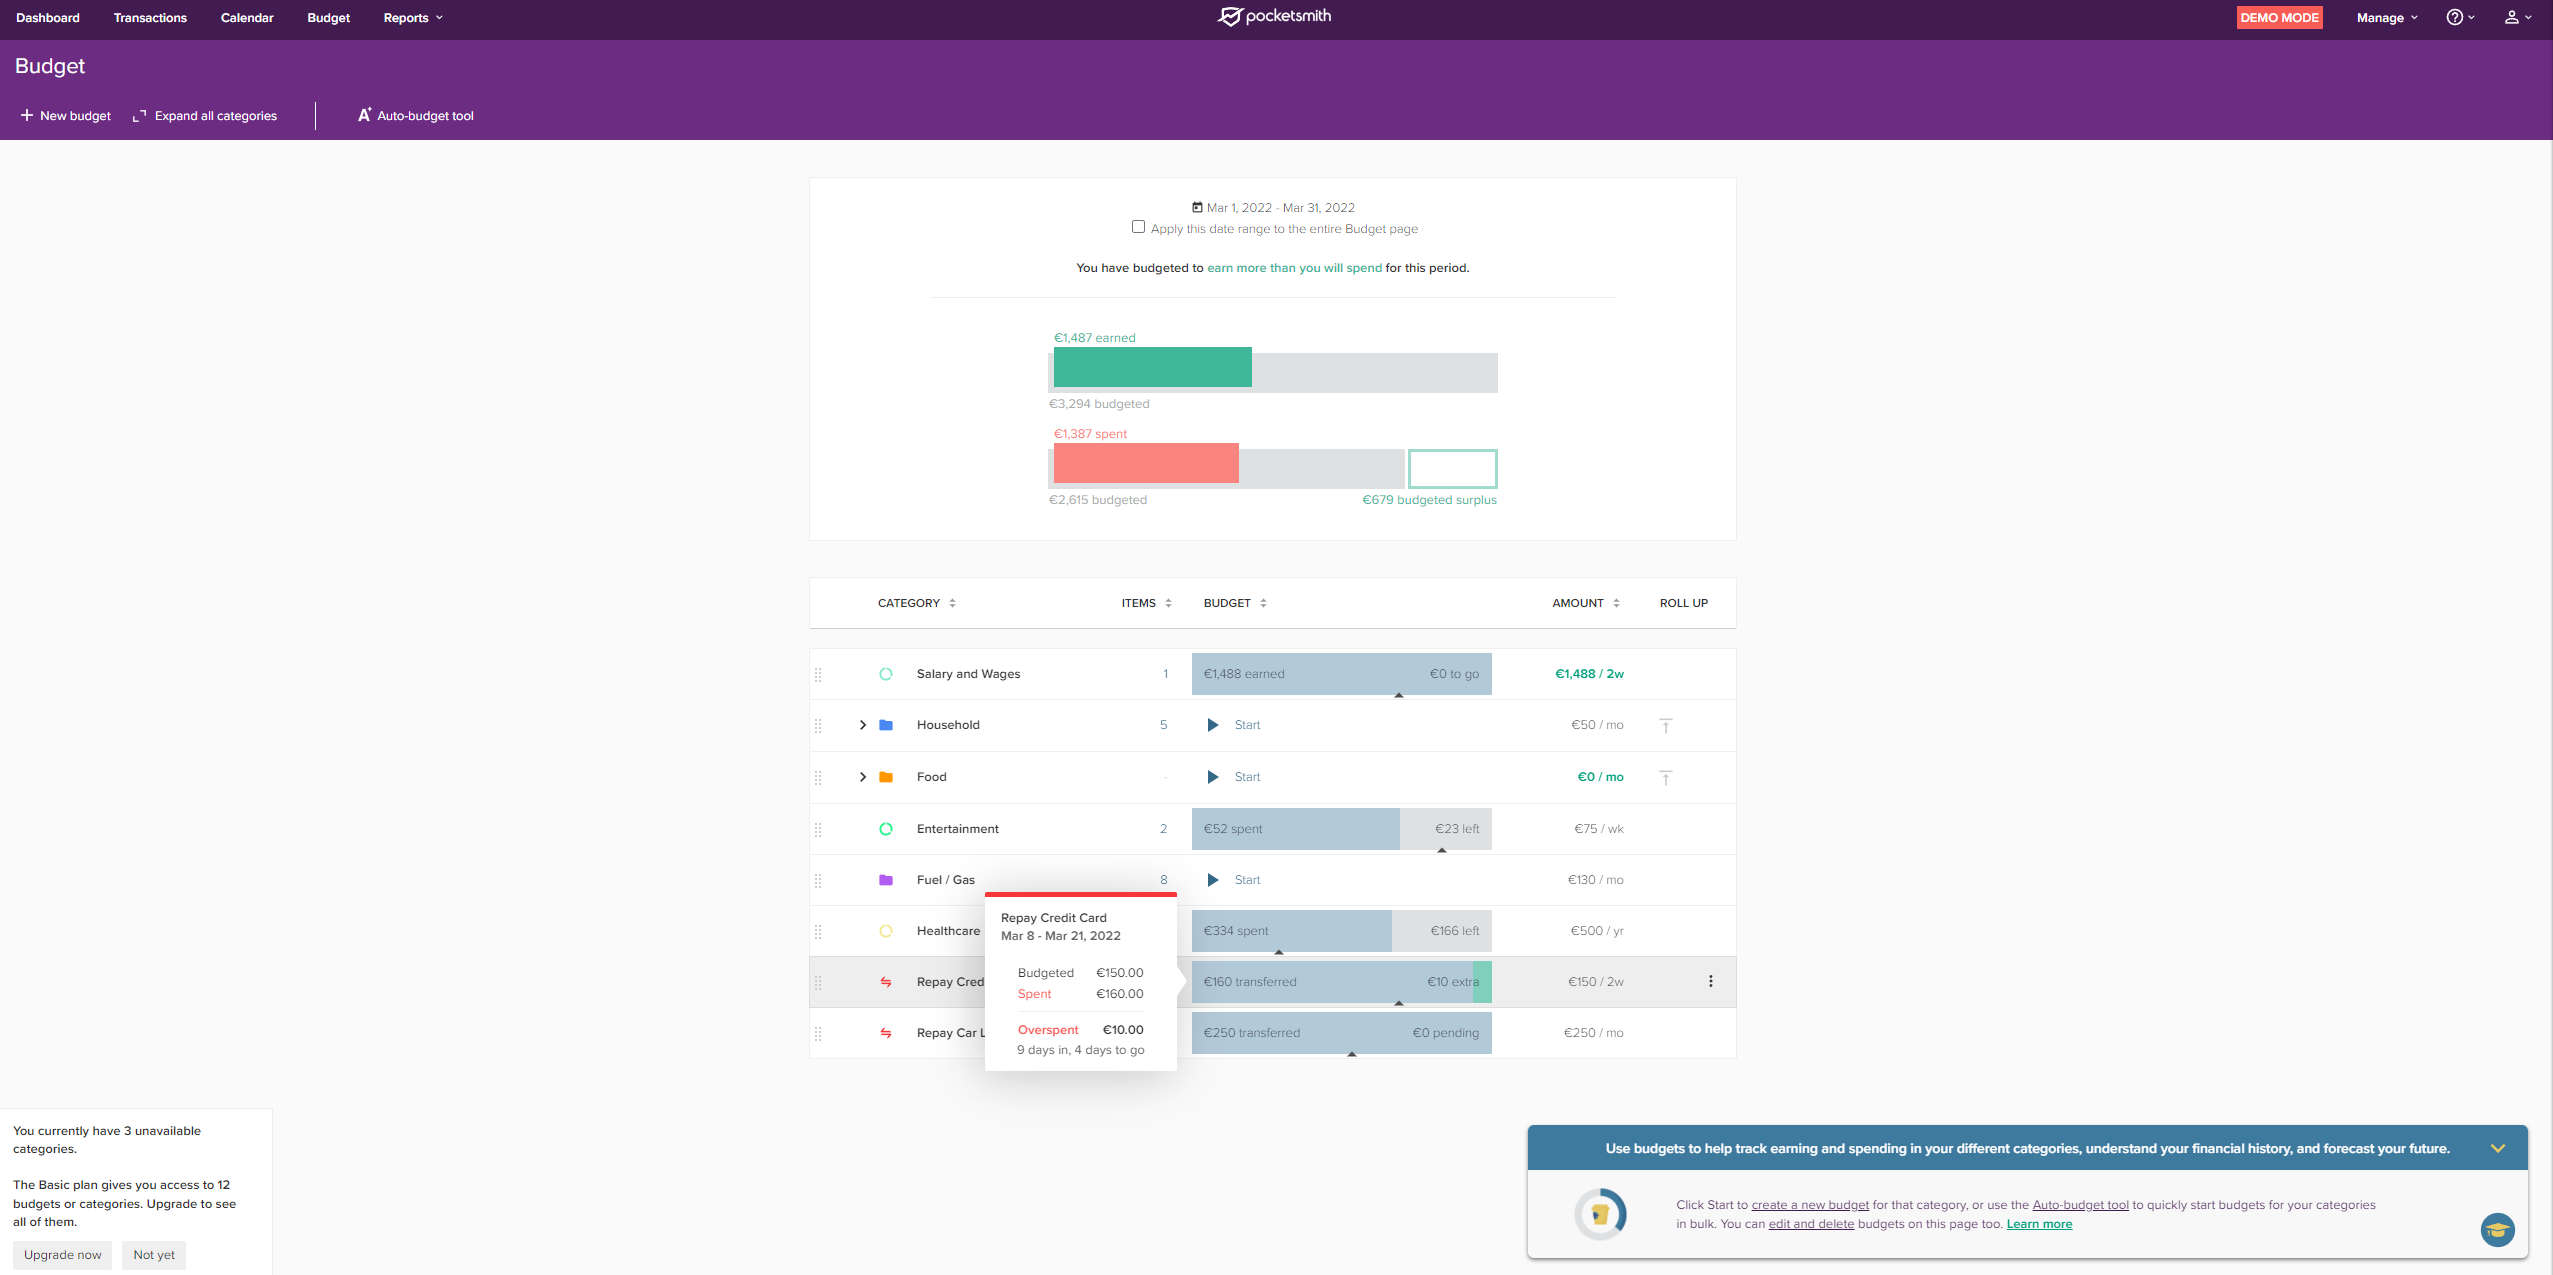 Dashboard Transactions Calendar Budget Reports
pocketsmith
DEMO MODE Manage
Budget
New budget Expand all categories Auto-budget tool
Mar 1, 2022 - Mar 31, 2022
Apply this date range to the entire Budget page
You have budgeted to earn more than you will spend for this period.
€1,487 earned
€3,294 budgeted
€1,387 spent
€2,615 budgeted €679 budgeted surplus
CATEGORY ITEMS BUDGET AMOUNT ROLL UP
Salary and Wages 1 €1,488 earned €0 to go €1,488 / 2w
Household 5 Start €50 / mo
Food - Start €0 / mo
Entertainment 2 €52 spent €23 left €75 / wk
Fuel / Gas 8 Start €130 / mo
Healthcare €334 spent €166 left €500 / yr
Repay Cred €160 transferred €10 extra €150 / 2w
Repay Car L €250 transferred €0 pending €250 / mo
Repay Credit Card
Mar 8 - Mar 21, 2022
Budgeted €150.00
Spent €160.00
Overspent €10.00
9 days in, 4 days to go
You currently have 3 unavailable
categories.
The Basic plan gives you access to 12
budgets or categories. Upgrade to see
all of them.
Upgrade now Not yet
Use budgets to help track earning and spending in your different categories, understand your financial history, and forecast your future.
Click Start to create a new budget for that category, or use the Auto-budget tool to quickly start budgets for your categories
in bulk. You can edit and delete budgets on this page too. Learn more